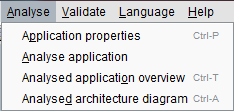 Analyse Validate Language Help
Application properties Ctrl-P
Analyse application
Analysed application overview Ctrl-T
Analysed architecture diagram Ctrl-A